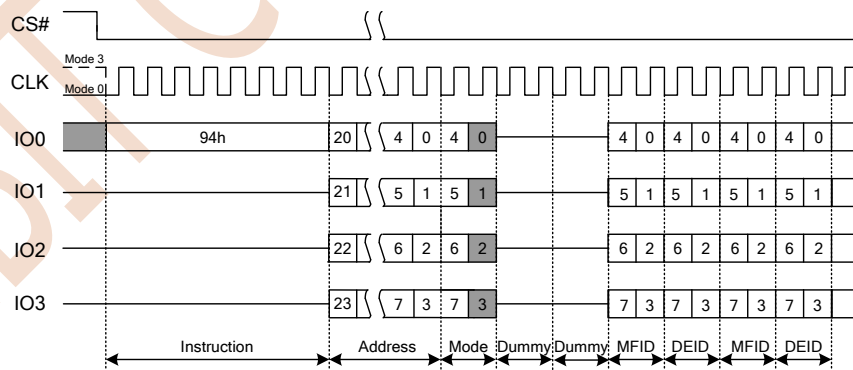 CS#
Mode 3
CLK
Mode 0
IO0 94h 20 4 0 4 0 4 0 4 0 4 0 4 0
IO1 21 5 1 5 1 5 1 5 1 5 1 5 1
IO2 22 6 2 6 2 6 2 6 2 6 2 6 2
IO3 23 7 3 7 3 7 3 7 3 7 3 7 3
Instruction Address Mode Dummy Dummy MFID DEID MFID DEID